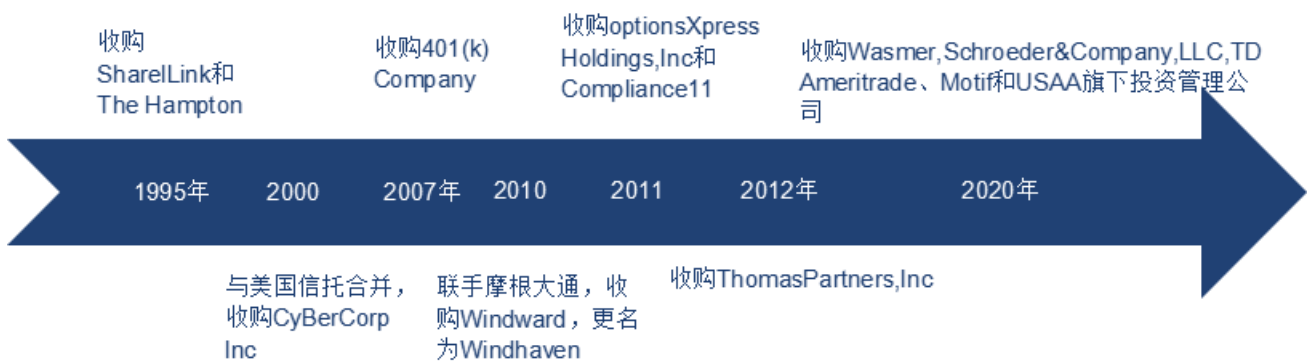 收购
SharelLink和
The Hampton
收购401(k)
Company
收购optionsXpress
Holdings,Inc和
Compliance11
收购Wasmer,Schroeder&Company,LLC,TD
Ameritrade、Motif和USAA旗下投资管理公
司
1995年 2000 2007年 2010 2011 2012年 2020年
与美国信托合并，
收购CyBerCorp
Inc
联手摩根大通，收
购Windward，更名
为Windhaven
收购ThomasPartners,Inc